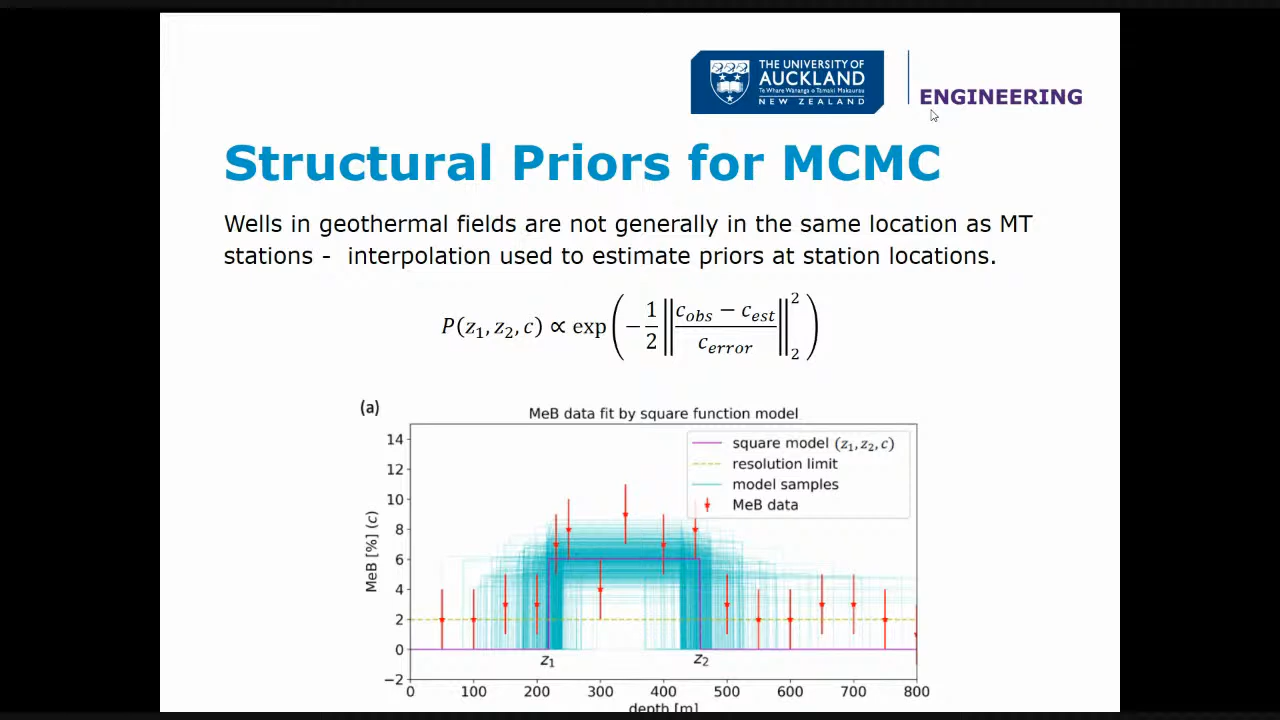 THE UNIVERSITY OF
AUCKLAND
Te Whare Wānanga o Tāmaki Makaurau
NEW ZEALAND
ENGINEERING
Structural Priors for MCMC
Wells in geothermal fields are not generally in the same location as MT
stations - interpolation used to estimate priors at station locations.
P(z₁, z₂, c) ∝ exp(−1/2 ‖(c_obs − c_est)/c_error‖₂²)
(a)
MeB data fit by square function model
square model (z₁, z₂, c)
resolution limit
model samples
MeB data
MeB [%] (c)
14
12
10
8
6
4
2
0
−2
z₁ z₂
0 100 200 300 400 500 600 700 800
depth [m]